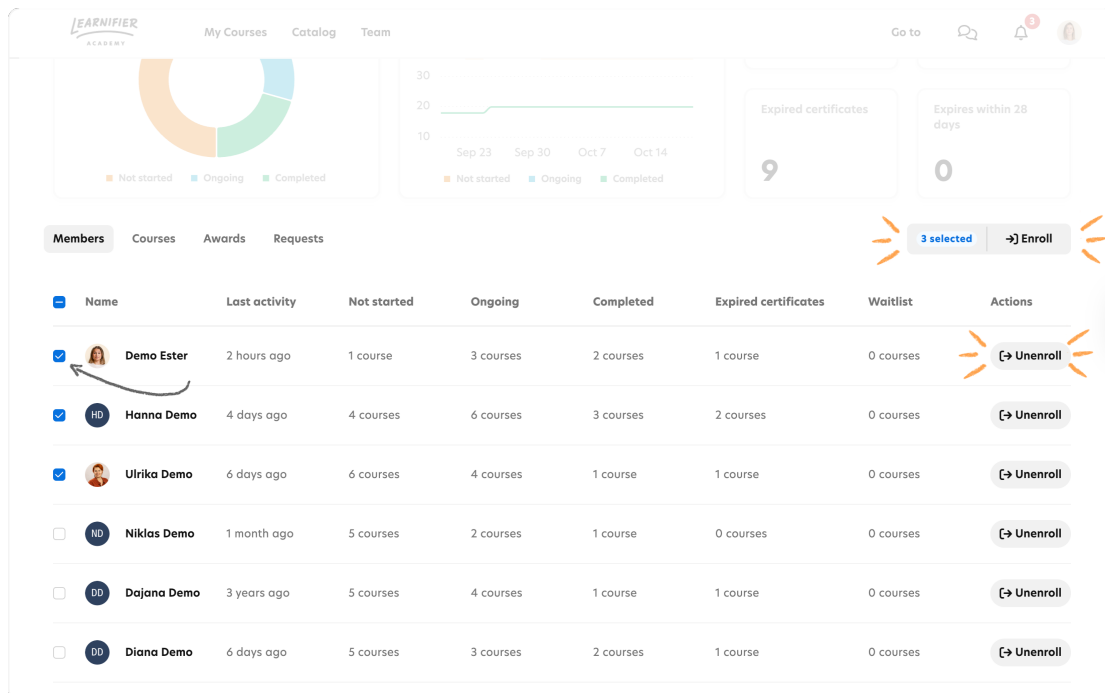 LEARNIFIER
ACADEMY
My Courses Catalog Team Go to 3
30
20
10
Sep 23 Sep 30 Oct 7 Oct 14
Not started Ongoing Completed
Not started Ongoing Completed
Expired certificates
9
Expires within 28
days
0
Members Courses Awards Requests 3 selected Enroll
Name Last activity Not started Ongoing Completed Expired certificates Waitlist Actions
Demo Ester 2 hours ago 1 course 3 courses 2 courses 1 course 0 courses Unenroll
HD Hanna Demo 4 days ago 4 courses 6 courses 3 courses 2 courses 0 courses Unenroll
Ulrika Demo 6 days ago 6 courses 4 courses 1 course 1 course 0 courses Unenroll
ND Niklas Demo 1 month ago 5 courses 2 courses 1 course 0 courses 0 courses Unenroll
DD Dajana Demo 3 years ago 5 courses 4 courses 1 course 1 course 0 courses Unenroll
DD Diana Demo 6 days ago 5 courses 3 courses 2 courses 1 course 0 courses Unenroll